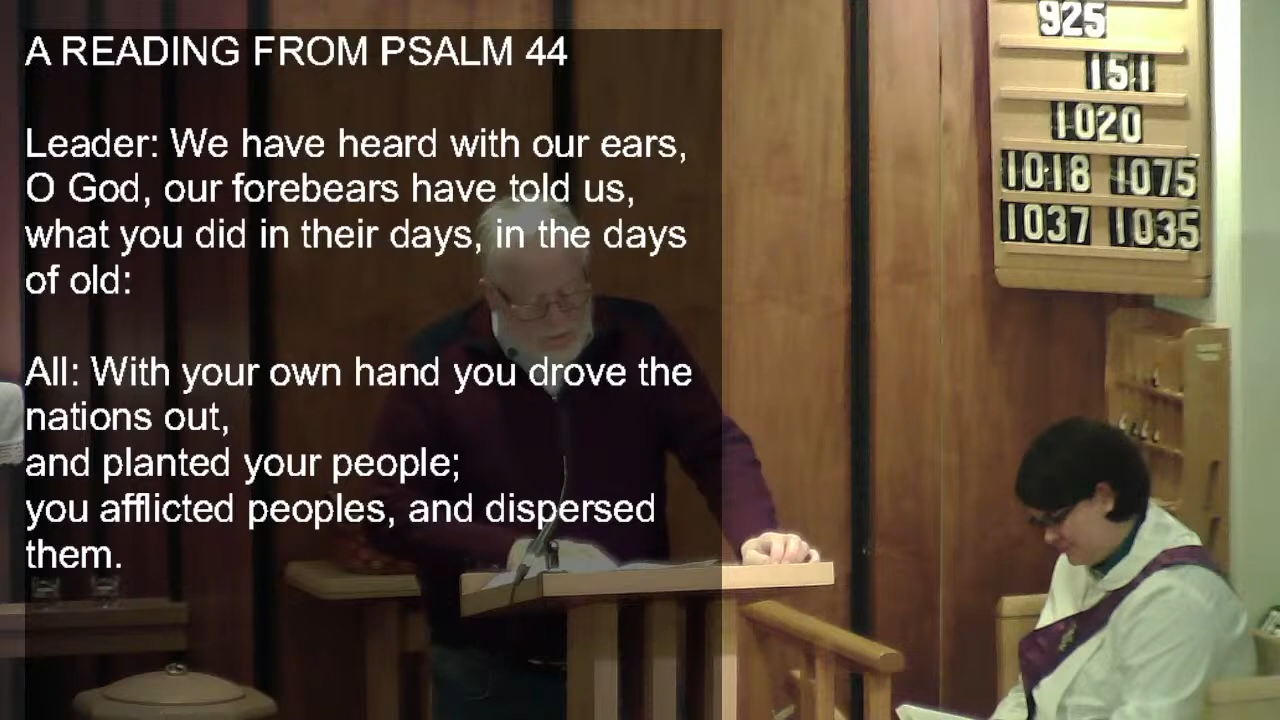 A READING FROM PSALM 44
Leader: We have heard with our ears,
O God, our forebears have told us,
what you did in their days, in the days
of old:
All: With your own hand you drove the
nations out,
and planted your people;
you afflicted peoples, and dispersed
them.
925
151
1020
1018 1075
1037 1035